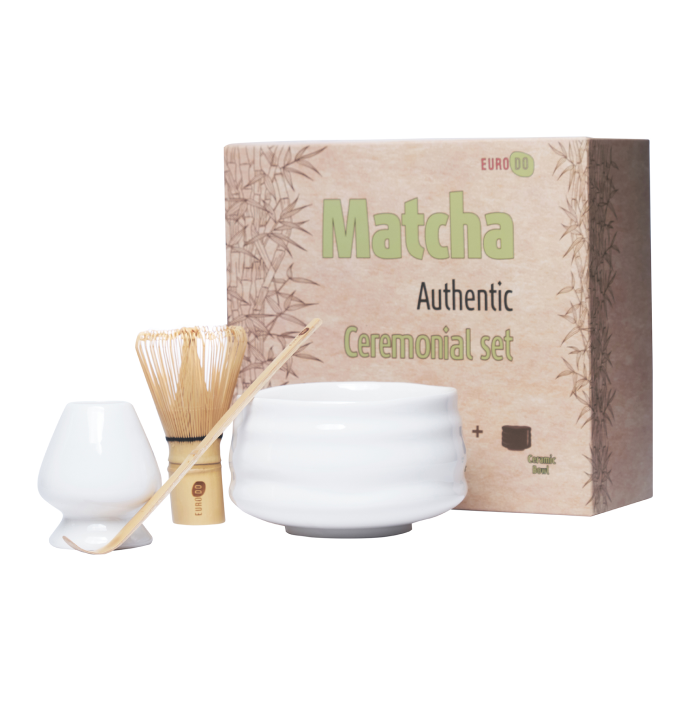 EURO DO
Matcha
Authentic
Ceremonial set
+
Ceramic
Bowl
EURO DO